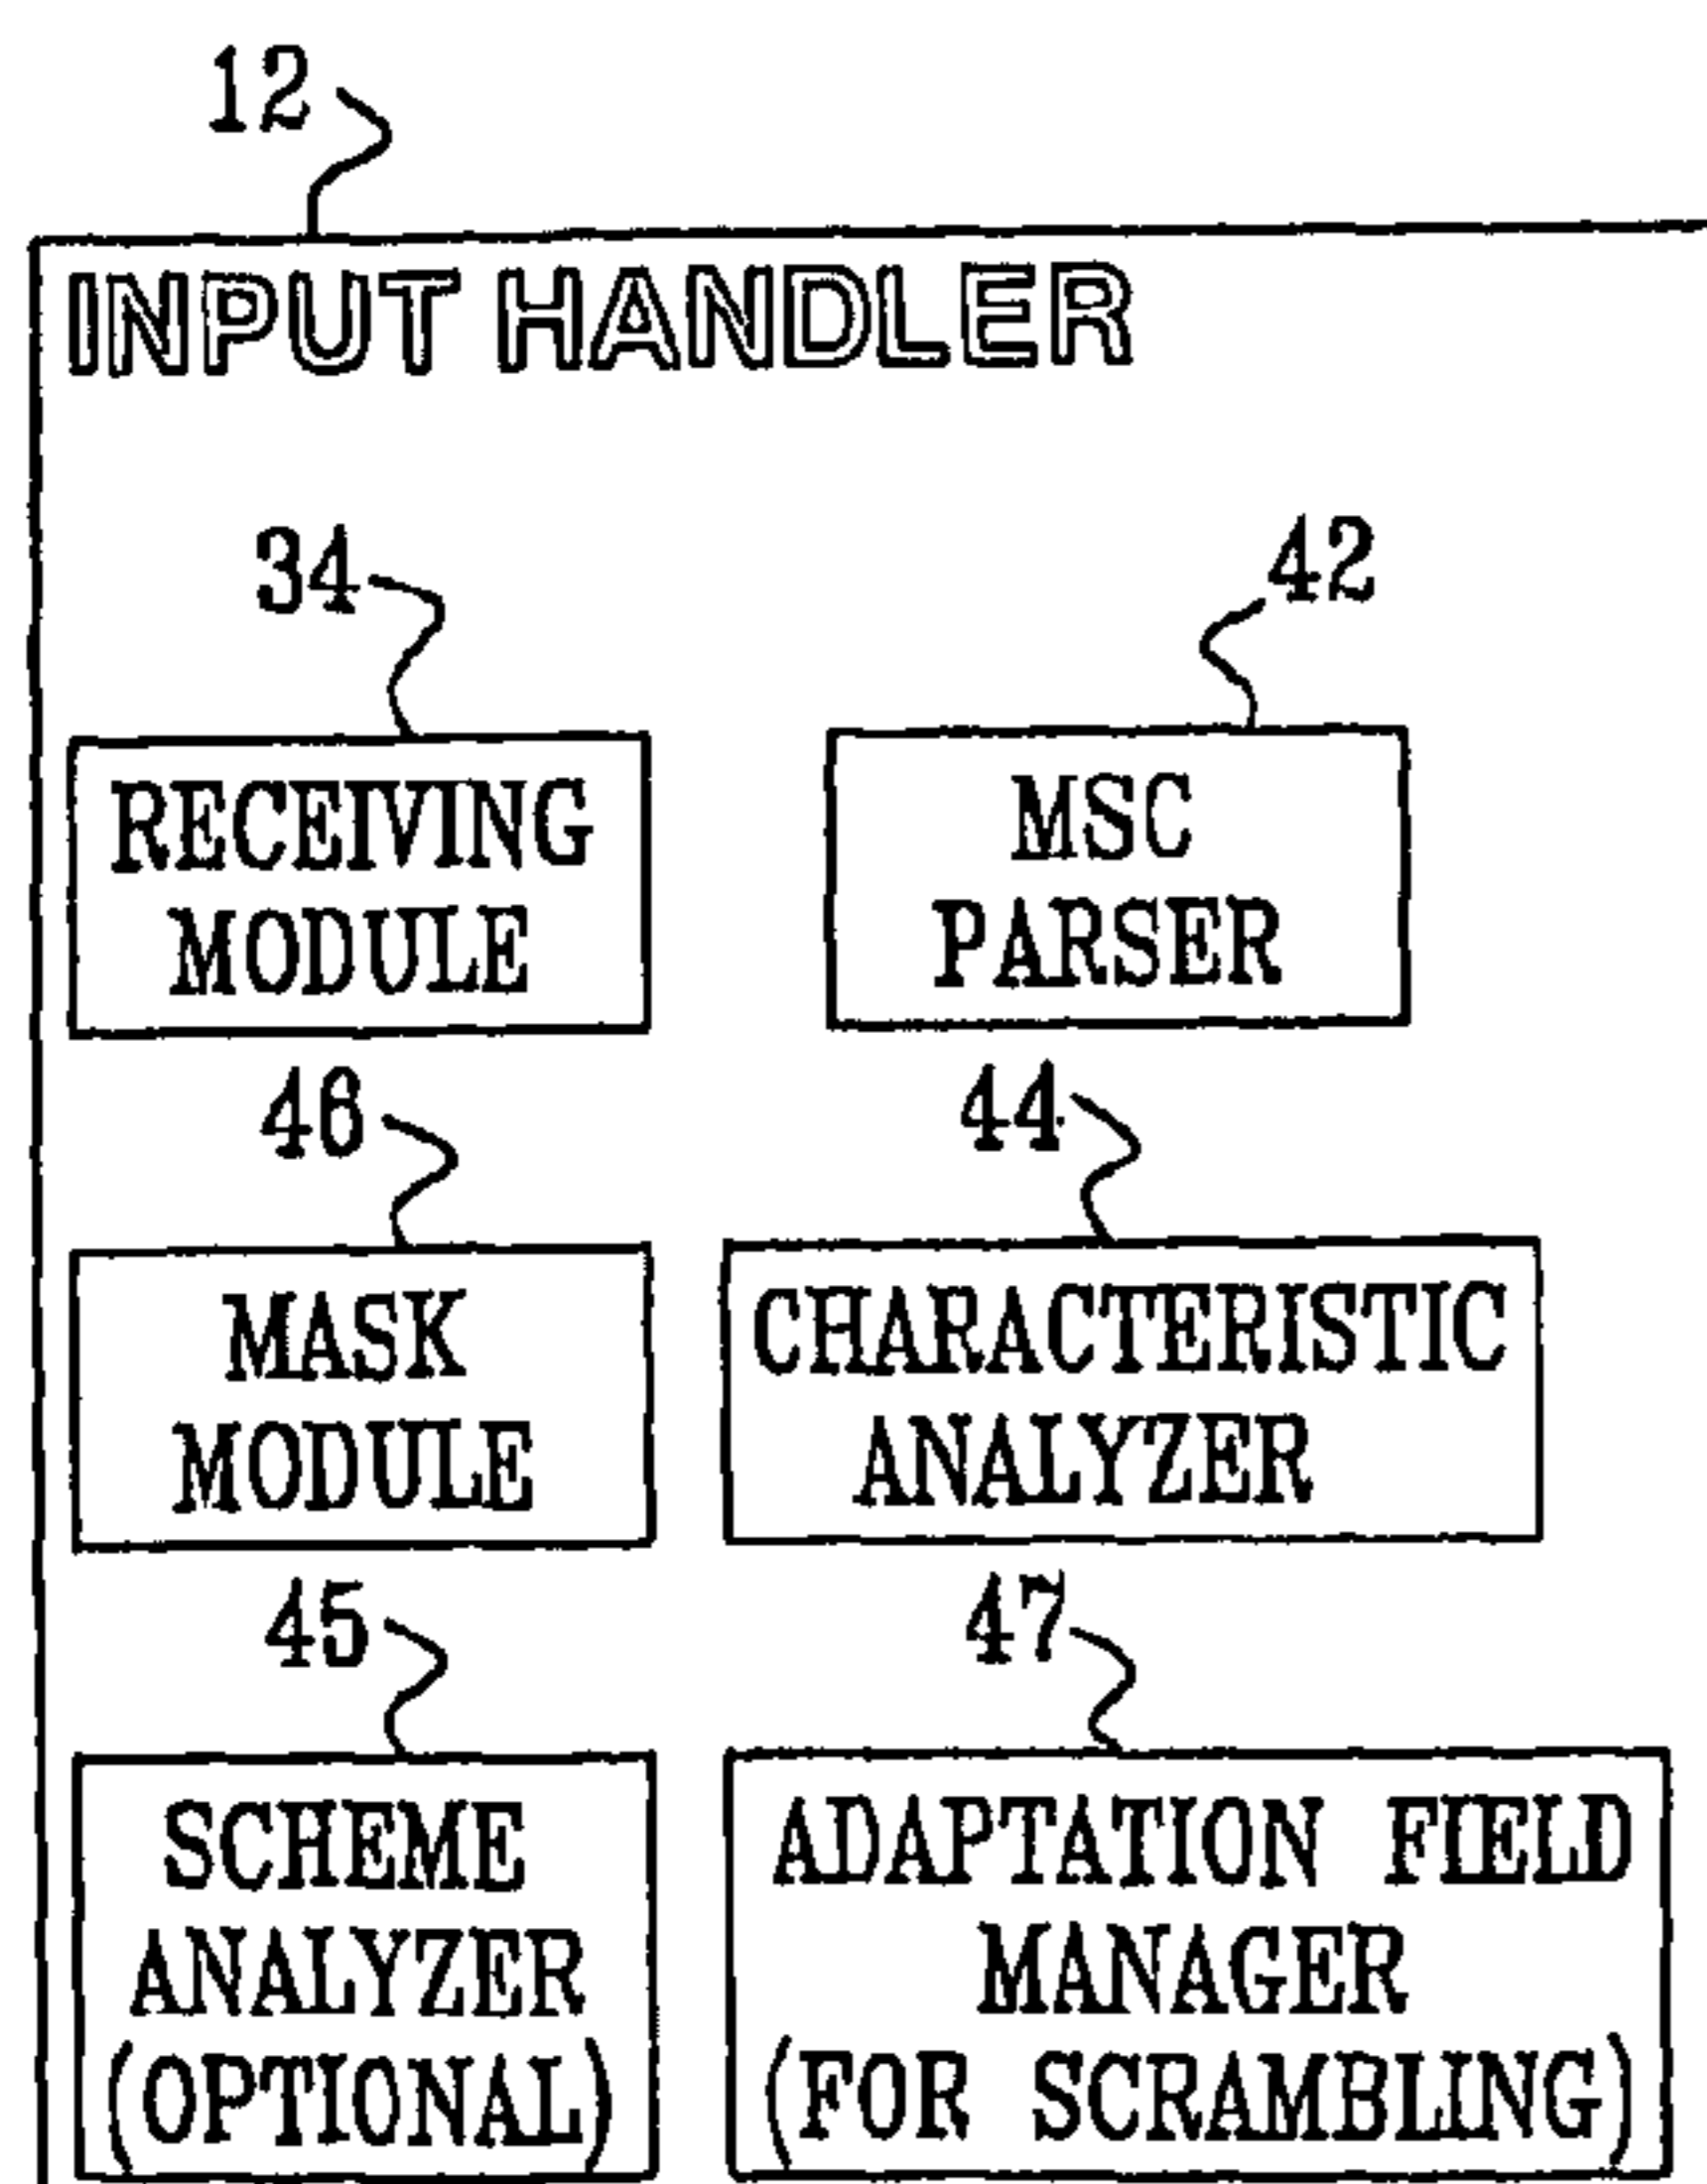 12
INPUT HANDLER
34
42
RECEIVING
MODULE
MSC
PARSER
46
44
MASK
MODULE
CHARACTERISTIC
ANALYZER
45
47
SCHEME
ANALYZER
(OPTIONAL)
ADAPTATION FIELD
MANAGER
(FOR SCRAMBLING)